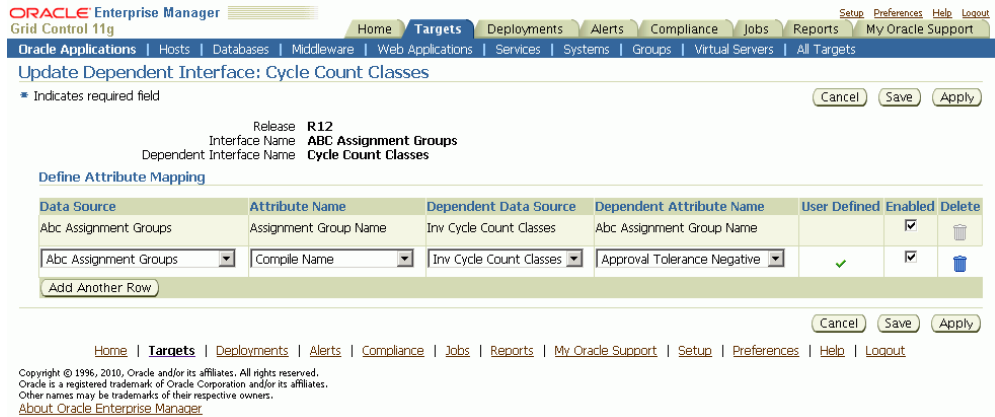 ORACLE Enterprise Manager
Grid Control 11g
Setup Preferences Help Logout
Home Targets Deployments Alerts Compliance Jobs Reports My Oracle Support
Oracle Applications | Hosts | Databases | Middleware | Web Applications | Services | Systems | Groups | Virtual Servers | All Targets
Update Dependent Interface: Cycle Count Classes
* Indicates required field
Cancel Save Apply
Release R12
Interface Name ABC Assignment Groups
Dependent Interface Name Cycle Count Classes
Define Attribute Mapping
Data Source Attribute Name Dependent Data Source Dependent Attribute Name User Defined Enabled Delete
Abc Assignment Groups Assignment Group Name Inv Cycle Count Classes Abc Assignment Group Name
Abc Assignment Groups Compile Name Inv Cycle Count Classes Approval Tolerance Negative
Add Another Row
Cancel Save Apply
Home | Targets | Deployments | Alerts | Compliance | Jobs | Reports | My Oracle Support | Setup | Preferences | Help | Logout
Copyright © 1996, 2010, Oracle and/or its affiliates. All rights reserved.
Oracle is a registered trademark of Oracle Corporation and/or its affiliates.
Other names may be trademarks of their respective owners.
About Oracle Enterprise Manager